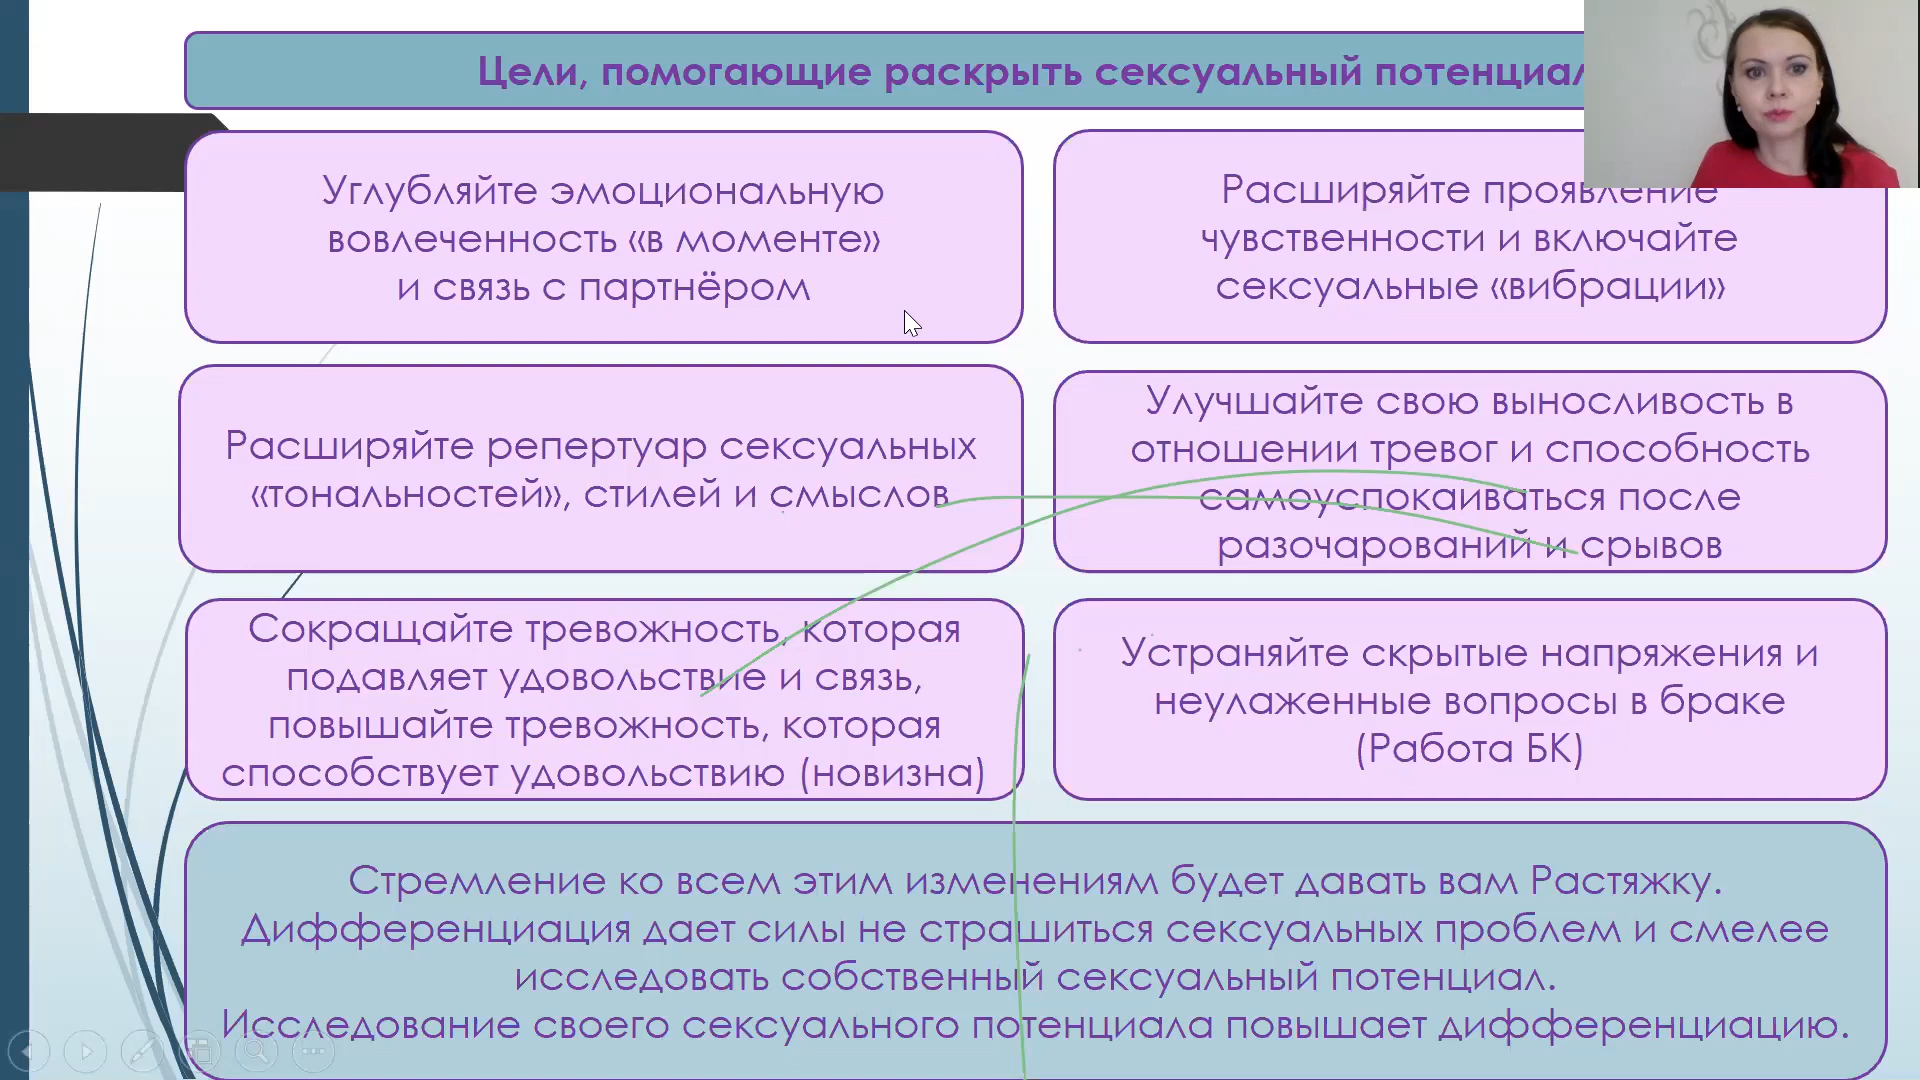 Цели, помогающие раскрыть сексуальный потенциал
Углубляйте эмоциональную
вовлеченность «в моменте»
и связь с партнёром
Расширяйте проявление
чувственности и включайте
сексуальные «вибрации»
Расширяйте репертуар сексуальных
«тональностей», стилей и смыслов
Улучшайте свою выносливость в
отношении тревог и способность
самоуспокаиваться после
разочарований и срывов
Сокращайте тревожность, которая
подавляет удовольствие и связь,
повышайте тревожность, которая
способствует удовольствию (новизна)
Устраняйте скрытые напряжения и
неулаженные вопросы в браке
(Работа БК)
Стремление ко всем этим изменениям будет давать вам Растяжку.
Дифференциация дает силы не страшиться сексуальных проблем и смелее
исследовать собственный сексуальный потенциал.
Исследование своего сексуального потенциала повышает дифференциацию.